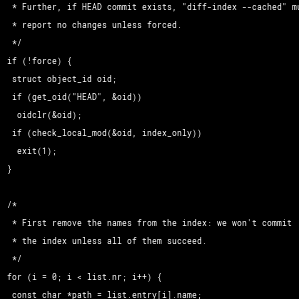 * Further, if HEAD commit exists, "diff-index --cached"
* report no changes unless forced.
*/
if (!force) {
struct object_id oid;
if (get_oid("HEAD", &oid))
oidclr(&oid);
if (check_local_mod(&oid, index_only))
exit(1);
}
/*
* First remove the names from the index: we won't commit
* the index unless all of them succeed.
*/
for (i = 0; i < list.nr; i++) {
const char *path = list.entry[i].name;